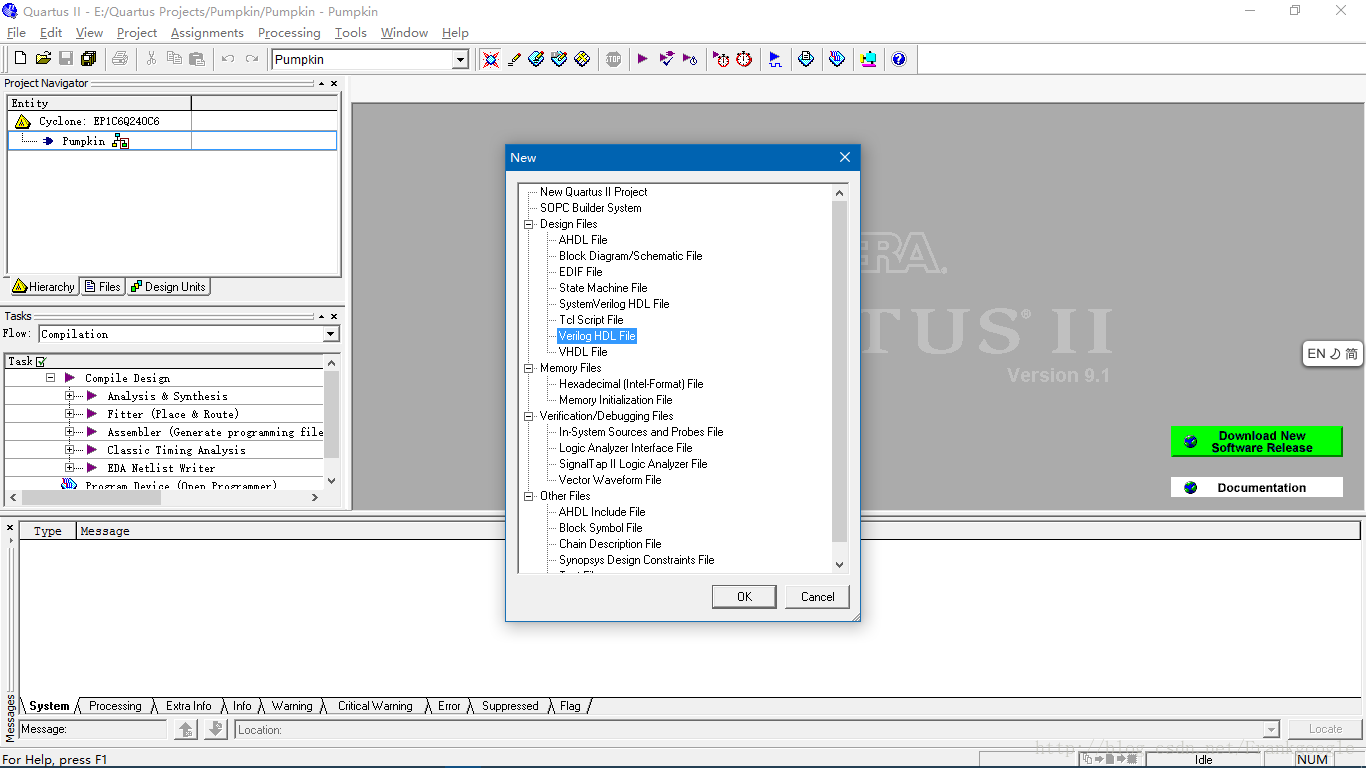 Quartus II - E:/Quartus Projects/Pumpkin/Pumpkin - Pumpkin
File Edit View Project Assignments Processing Tools Window Help
Pumpkin
STOP
Project Navigator
Entity
Cyclone: EP1C6Q240C6
Pumpkin
Hierarchy Files Design Units
Tasks
Flow: Compilation
Task
Compile Design
Analysis & Synthesis
Fitter (Place & Route)
Assembler (Generate programming file
Classic Timing Analysis
EDA Netlist Writer
Program Device (Open Programmer)
New
New Quartus II Project
SOPC Builder System
Design Files
AHDL File
Block Diagram/Schematic File
EDIF File
State Machine File
SystemVerilog HDL File
Tcl Script File
Verilog HDL File
VHDL File
Memory Files
Hexadecimal (Intel-Format) File
Memory Initialization File
Verification/Debugging Files
In-System Sources and Probes File
Logic Analyzer Interface File
SignalTap II Logic Analyzer File
Vector Waveform File
Other Files
AHDL Include File
Block Symbol File
Chain Description File
Synopsys Design Constraints File
OK Cancel
ERA.
TUS® II
Version 9.1
EN 简
Download New
Software Release
Documentation
Type Message
System Processing Extra Info Info Warning Critical Warning Error Suppressed Flag
Messages
Message: Location: Locate
http://blog.csdn.net/Frankgoogle
For Help, press F1 Idle NUM